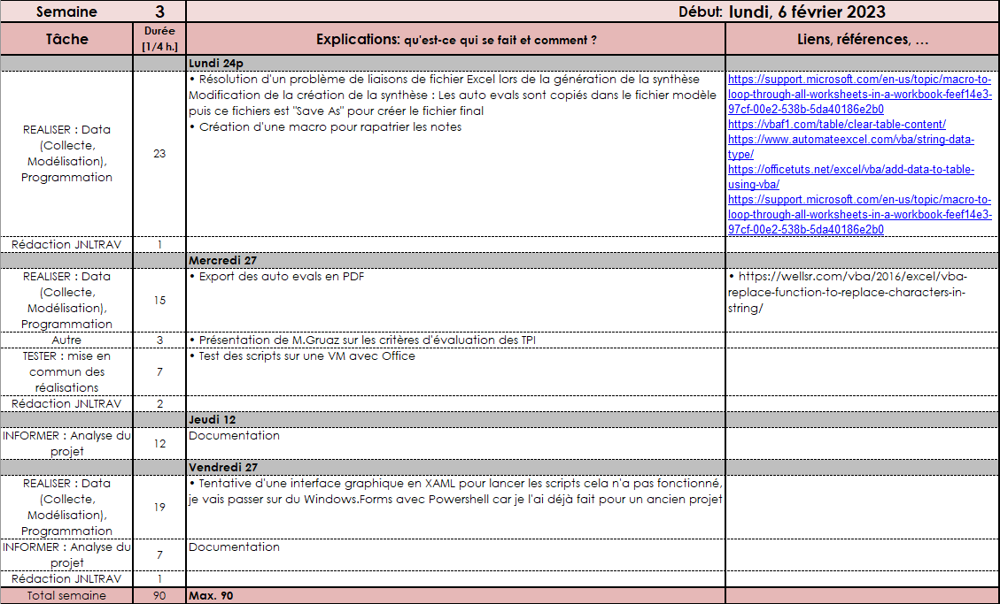 Semaine 3 Début: lundi, 6 février 2023
Tâche Durée [1/4 h.] Explications: qu'est-ce qui se fait et comment ? Liens, références, …
Lundi 24p
REALISER : Data
(Collecte,
Modélisation),
Programmation
23
• Résolution d'un problème de liaisons de fichier Excel lors de la génération de la synthèse
Modification de la création de la synthèse : Les auto evals sont copiés dans le fichier modèle
puis ce fichiers est "Save As" pour créer le fichier final
• Création d'une macro pour rapatrier les notes
https://support.microsoft.com/en-us/topic/macro-to-
loop-through-all-worksheets-in-a-workbook-feef14e3-
97cf-00e2-538b-5da40186e2b0
https://vbaf1.com/table/clear-table-content/
https://www.automateexcel.com/vba/string-data-
type/
https://officetuts.net/excel/vba/add-data-to-table-
using-vba/
https://support.microsoft.com/en-us/topic/macro-to-
loop-through-all-worksheets-in-a-workbook-feef14e3-
97cf-00e2-538b-5da40186e2b0
Rédaction JNLTRAV 1
Mercredi 27
REALISER : Data
(Collecte,
Modélisation),
Programmation
15
• Export des auto evals en PDF
• https://wellsr.com/vba/2016/excel/vba-
replace-function-to-replace-characters-in-
string/
Autre 3 • Présentation de M.Gruaz sur les critères d'évaluation des TPI
TESTER : mise en
commun des
réalisations
7
• Test des scripts sur une VM avec Office
Rédaction JNLTRAV 2
Jeudi 12
INFORMER : Analyse du
projet
12
Documentation
Vendredi 27
REALISER : Data
(Collecte,
Modélisation),
Programmation
19
• Tentative d'une interface graphique en XAML pour lancer les scripts cela n'a pas fonctionné,
je vais passer sur du Windows.Forms avec Powershell car je l'ai déjà fait pour un ancien projet
INFORMER : Analyse du
projet
7
Documentation
Rédaction JNLTRAV 1
Total semaine 90 Max. 90